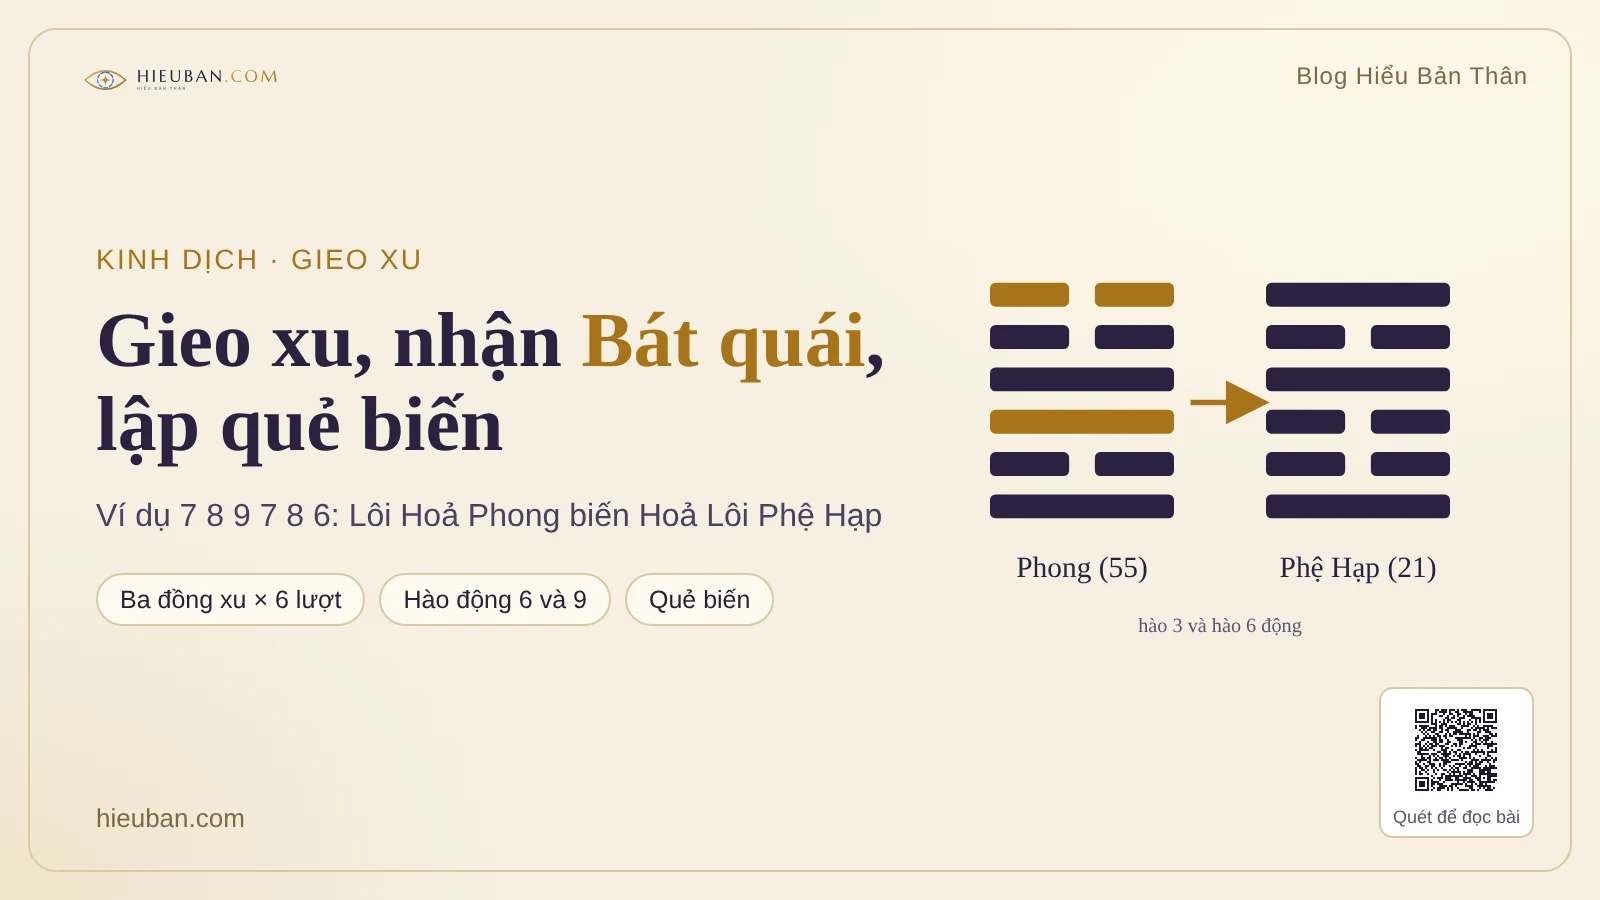 HIEUBAN.COM
HIỂU BẢN THÂN
Blog Hiểu Bản Thân
KINH DỊCH · GIEO XU
Gieo xu, nhận Bát quái,
lập quẻ biến
Ví dụ 7 8 9 7 8 6: Lôi Hoả Phong biến Hoả Lôi Phệ Hạp
Ba đồng xu × 6 lượt
Hào động 6 và 9
Quẻ biến
Phong (55)
Phệ Hạp (21)
hào 3 và hào 6 động
Quét để đọc bài
hieuban.com